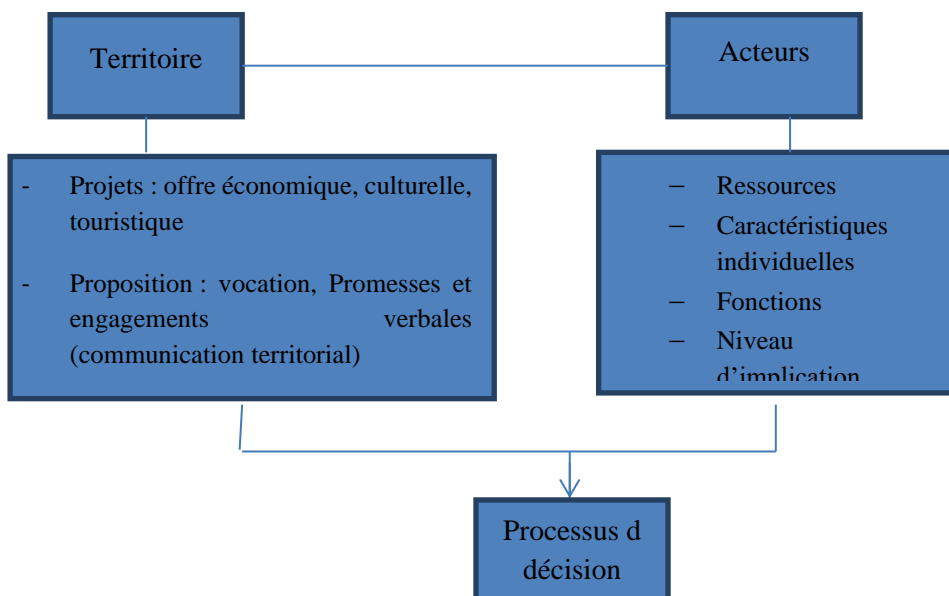 Territoire
Acteurs
- Projets : offre économique, culturelle,
touristique
- Proposition : vocation, Promesses et
engagements verbales
(communication territorial)
– Ressources
– Caractéristiques
individuelles
– Fonctions
– Niveau
d’implication
Processus d
décision